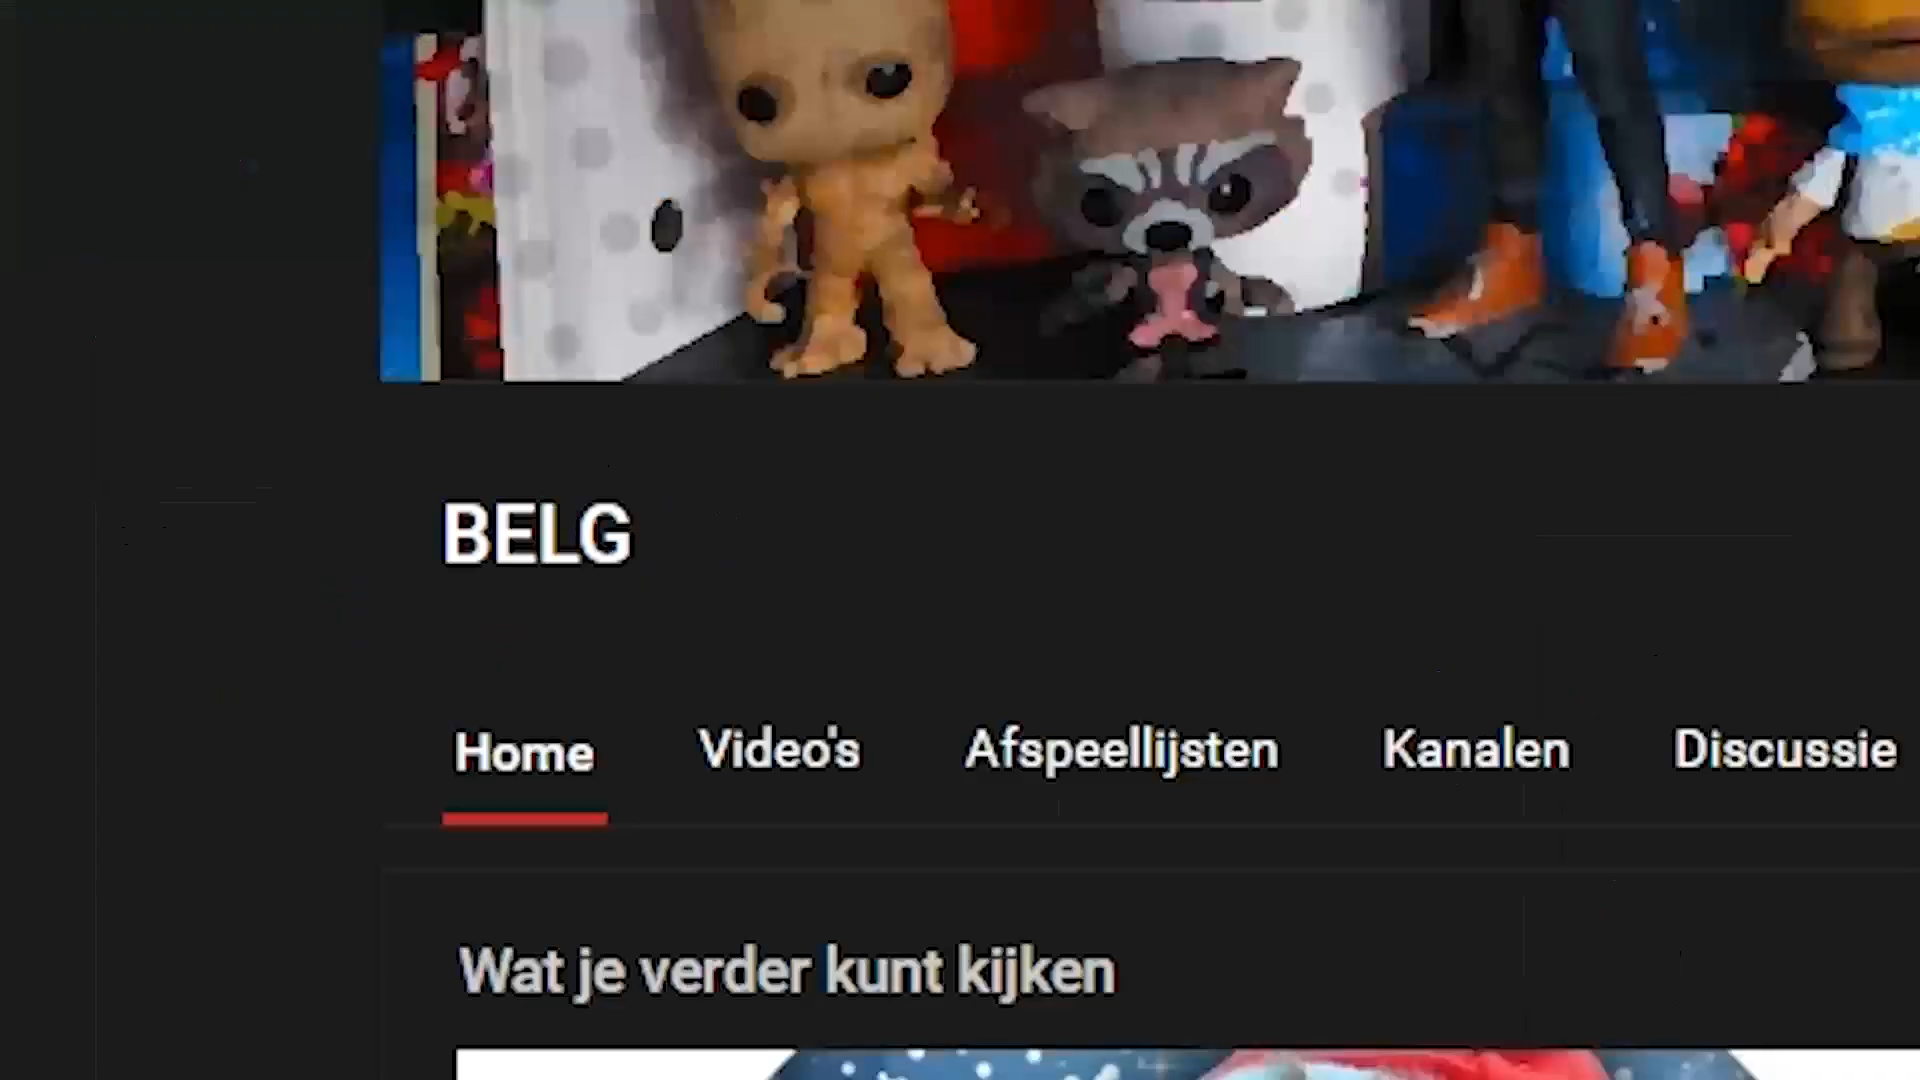 BELG
Home Video's Afspeellijsten Kanalen Discussie
Wat je verder kunt kijken